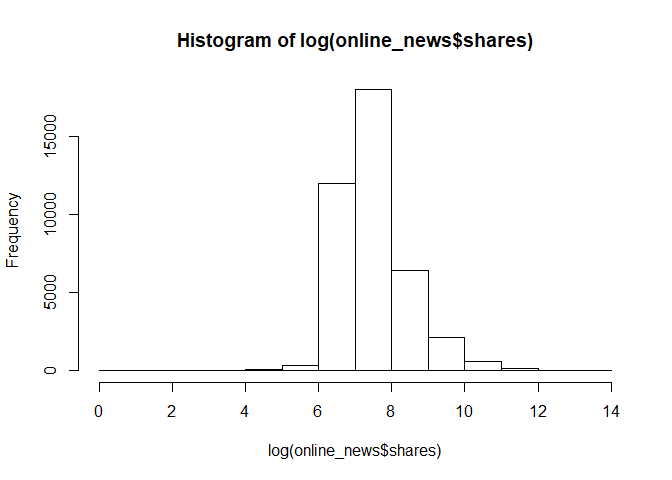 Histogram of log(online_news$shares)
Frequency
15000
10000
5000
0
0 2 4 6 8 10 12 14
log(online_news$shares)